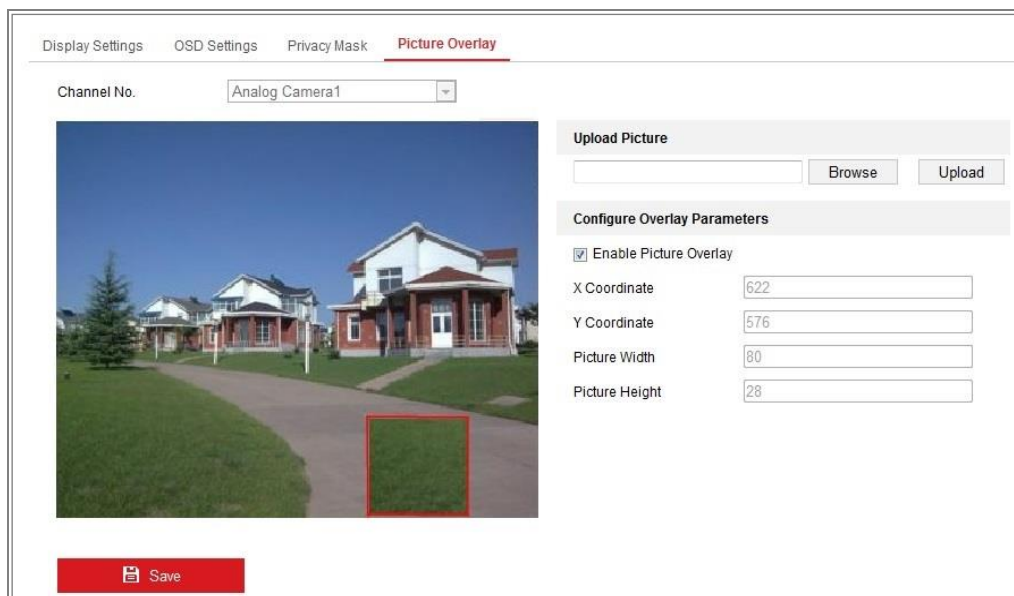 Display Settings OSD Settings Privacy Mask Picture Overlay
Channel No. Analog Camera1
Upload Picture
Browse Upload
Configure Overlay Parameters
Enable Picture Overlay
X Coordinate 622
Y Coordinate 576
Picture Width 80
Picture Height 28
Save